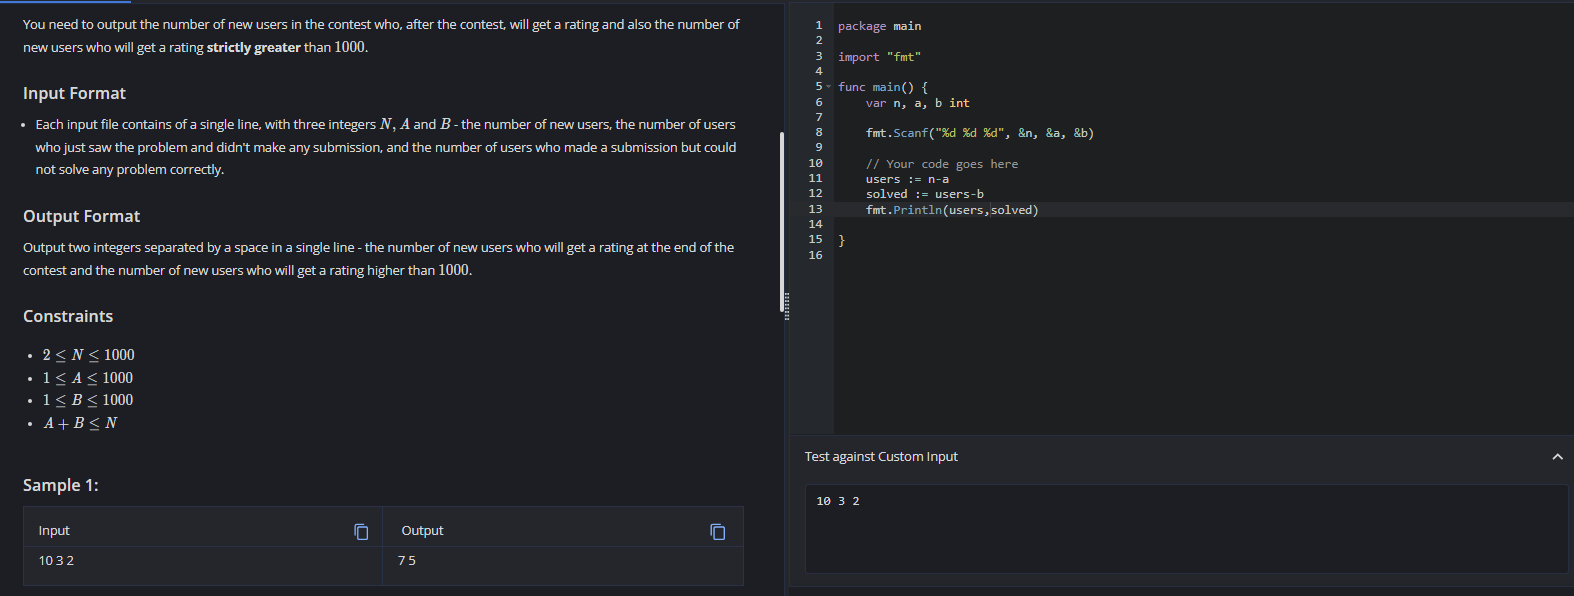 You need to output the number of new users in the contest who, after the contest, will get a rating and also the number of
new users who will get a rating strictly greater than 1000.
Input Format
• Each input file contains of a single line, with three integers N, A and B - the number of new users, the number of users
who just saw the problem and didn't make any submission, and the number of users who made a submission but could
not solve any problem correctly.
Output Format
Output two integers separated by a space in a single line - the number of new users who will get a rating at the end of the
contest and the number of new users who will get a rating higher than 1000.
Constraints
• 2 ≤ N ≤ 1000
• 1 ≤ A ≤ 1000
• 1 ≤ B ≤ 1000
• A + B ≤ N
Sample 1:
Input Output
10 3 2 7 5
1 package main
2
3 import "fmt"
4
5 func main() {
6 var n, a, b int
7
8 fmt.Scanf("%d %d %d", &n, &a, &b)
9
10 // Your code goes here
11 users := n-a
12 solved := users-b
13 fmt.Println(users,solved)
14
15 }
16
Test against Custom Input
10 3 2